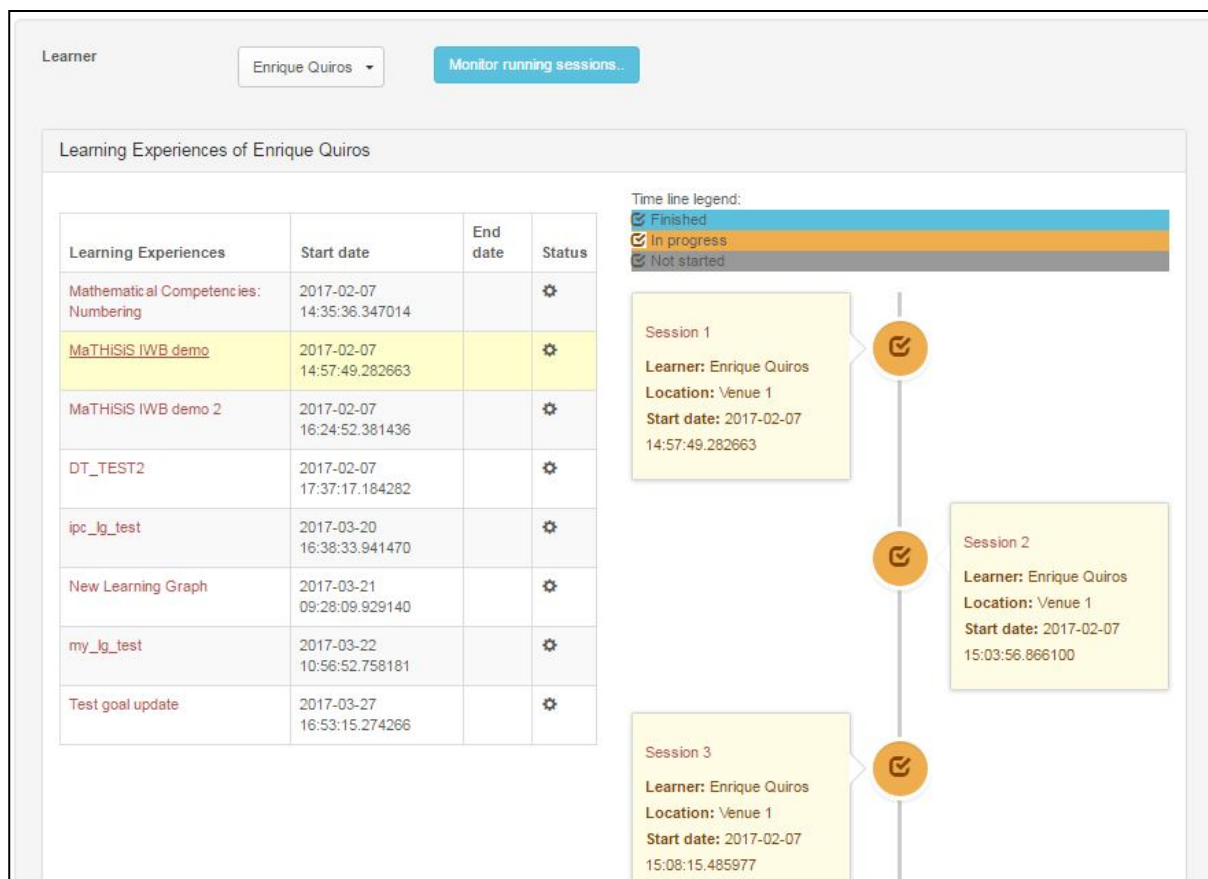 Learner
Enrique Quiros
Monitor running sessions..
Learning Experiences of Enrique Quiros
Learning Experiences Start date End date Status
Mathematical Competencies: Numbering
2017-02-07 14:35:36.347014
MaTHiSiS IWB demo
2017-02-07 14:57:49.282663
MaTHiSiS IWB demo 2
2017-02-07 16:24:52.381436
DT_TEST2
2017-02-07 17:37:17.184282
ipc_lg_test
2017-03-20 16:38:33.941470
New Learning Graph
2017-03-21 09:28:09.929140
my_lg_test
2017-03-22 10:56:52.758181
Test goal update
2017-03-27 16:53:15.274266
Time line legend:
Finished
In progress
Not started
Session 1
Learner: Enrique Quiros
Location: Venue 1
Start date: 2017-02-07
14:57:49.282663
Session 2
Learner: Enrique Quiros
Location: Venue 1
Start date: 2017-02-07
15:03:56.866100
Session 3
Learner: Enrique Quiros
Location: Venue 1
Start date: 2017-02-07
15:08:15.485977